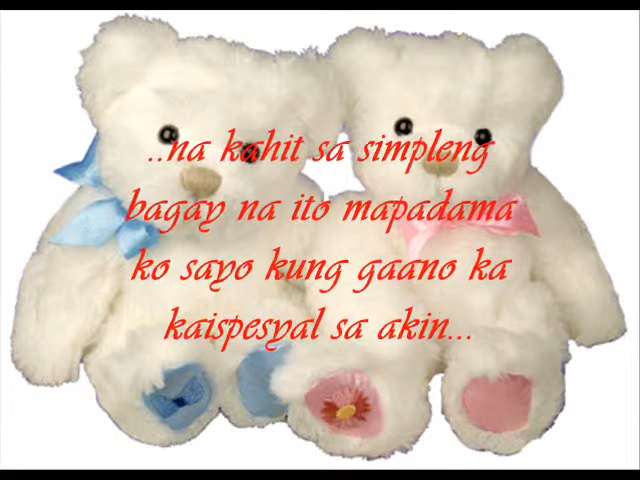 ..na kahit sa simpleng
bagay na ito mapadama
ko sayo kung gaano ka
kaispesyal sa akin...